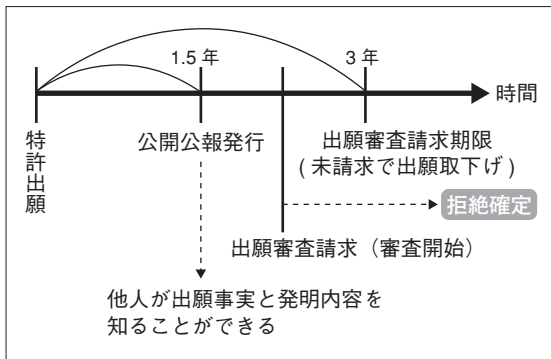 1.5 年
3 年
時間
特許出願
公開公報発行
出願審査請求期限
( 未請求で出願取下げ )
拒絶確定
出願審査請求（審査開始）
他人が出願事実と発明内容を
知ることができる